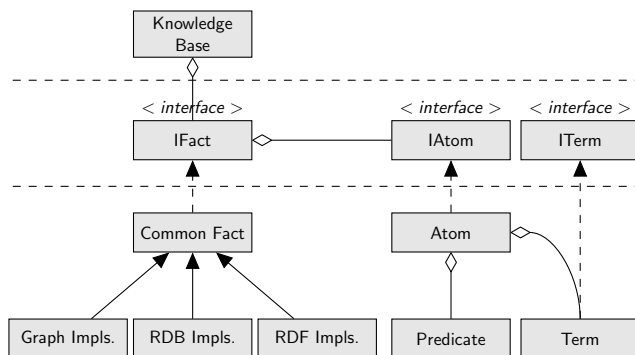 Knowledge
Base
< interface >
< interface >
< interface >
IFact
IAtom
ITerm
Common Fact
Atom
Graph Impls.
RDB Impls.
RDF Impls.
Predicate
Term